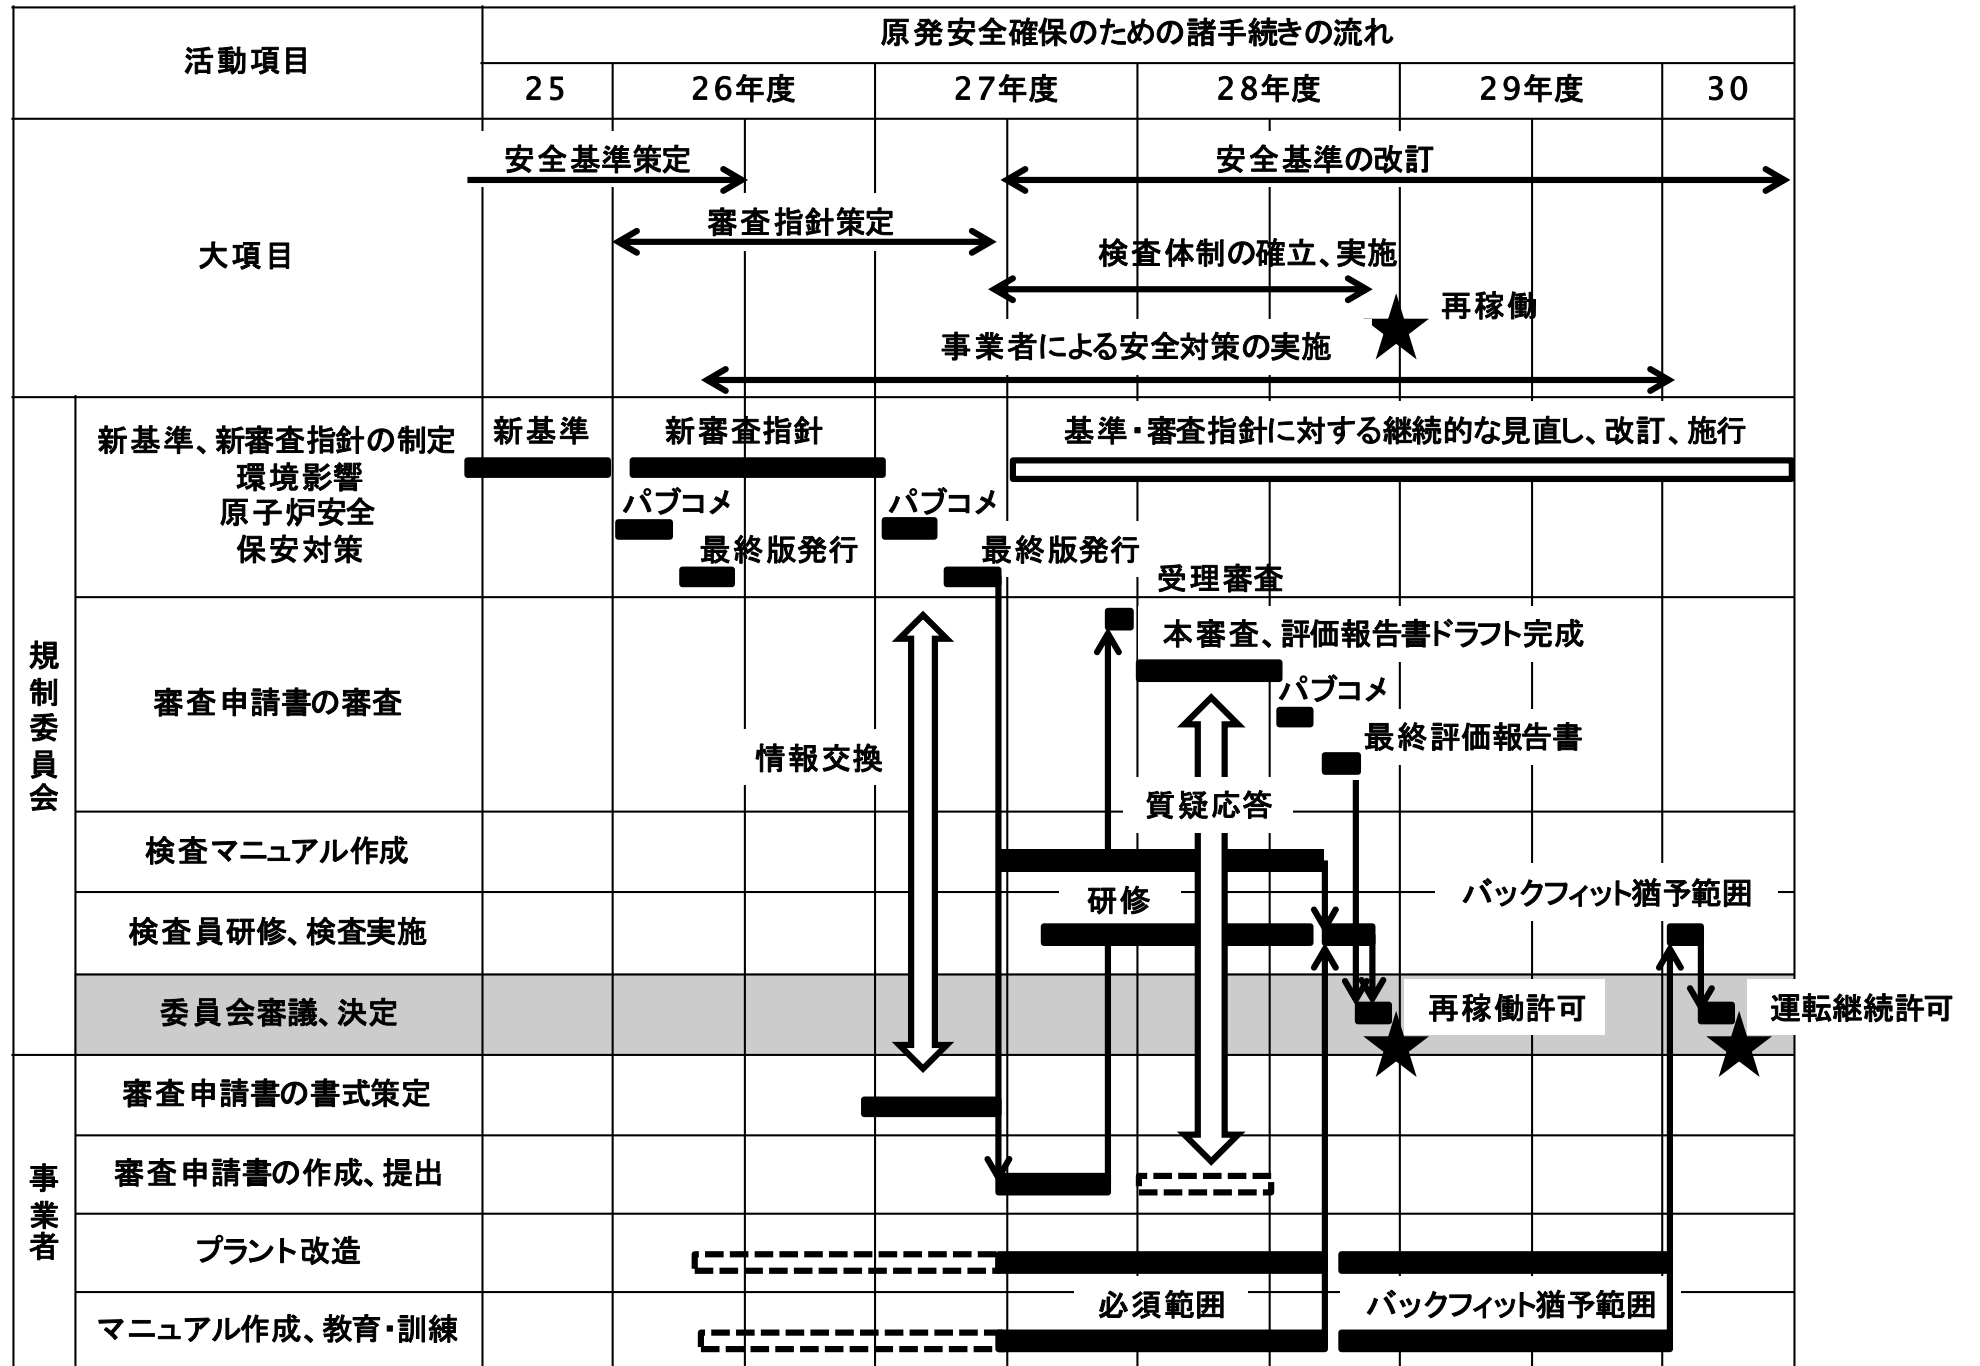 活動項目
原発安全確保のための諸手続きの流れ
25
26年度
27年度
28年度
29年度
30
大項目
安全基準策定
安全基準の改訂
審査指針策定
検査体制の確立、実施
再稼働
事業者による安全対策の実施
規制委員会
新基準、新審査指針の制定
環境影響
原子炉安全
保安対策
新基準
新審査指針
基準・審査指針に対する継続的な見直し、改訂、施行
パブコメ
パブコメ
最終版発行
最終版発行
受理審査
審査申請書の審査
本審査、評価報告書ドラフト完成
パブコメ
最終評価報告書
情報交換
質疑応答
検査マニュアル作成
研修
バックフィット猶予範囲
検査員研修、検査実施
委員会審議、決定
再稼働許可
運転継続許可
事業者
審査申請書の書式策定
審査申請書の作成、提出
プラント改造
必須範囲
バックフィット猶予範囲
マニュアル作成、教育・訓練